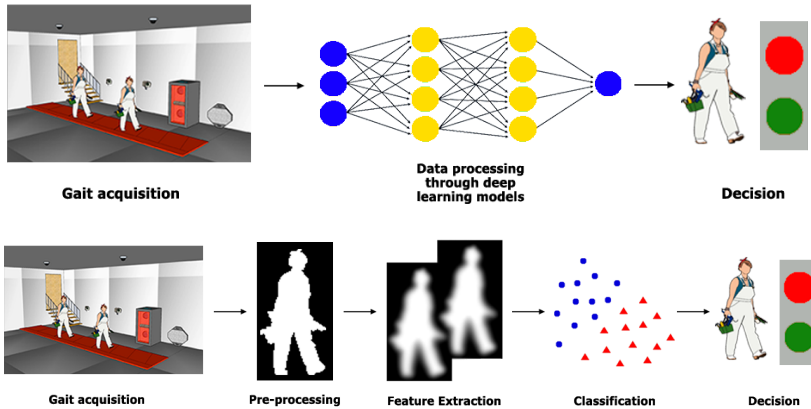 Gait acquisition
Data processing
through deep
learning models
Decision
Gait acquisition
Pre-processing
Feature Extraction
Classification
Decision